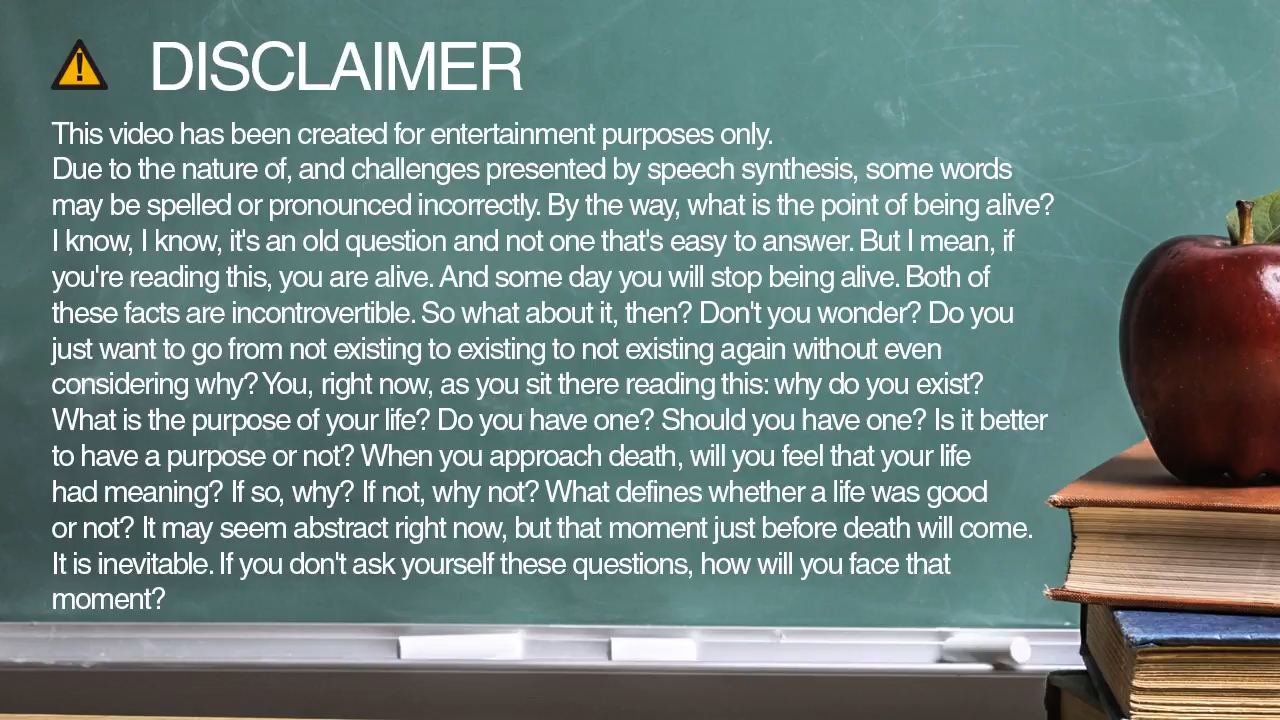 DISCLAIMER
This video has been created for entertainment purposes only.
Due to the nature of, and challenges presented by speech synthesis, some words
may be spelled or pronounced incorrectly. By the way, what is the point of being alive?
I know, I know, it's an old question and not one that's easy to answer. But I mean, if
you're reading this, you are alive. And some day you will stop being alive. Both of
these facts are incontrovertible. So what about it, then? Don't you wonder? Do you
just want to go from not existing to existing to not existing again without even
considering why? You, right now, as you sit there reading this: why do you exist?
What is the purpose of your life? Do you have one? Should you have one? Is it better
to have a purpose or not? When you approach death, will you feel that your life
had meaning? If so, why? If not, why not? What defines whether a life was good
or not? It may seem abstract right now, but that moment just before death will come.
It is inevitable. If you don't ask yourself these questions, how will you face that
moment?